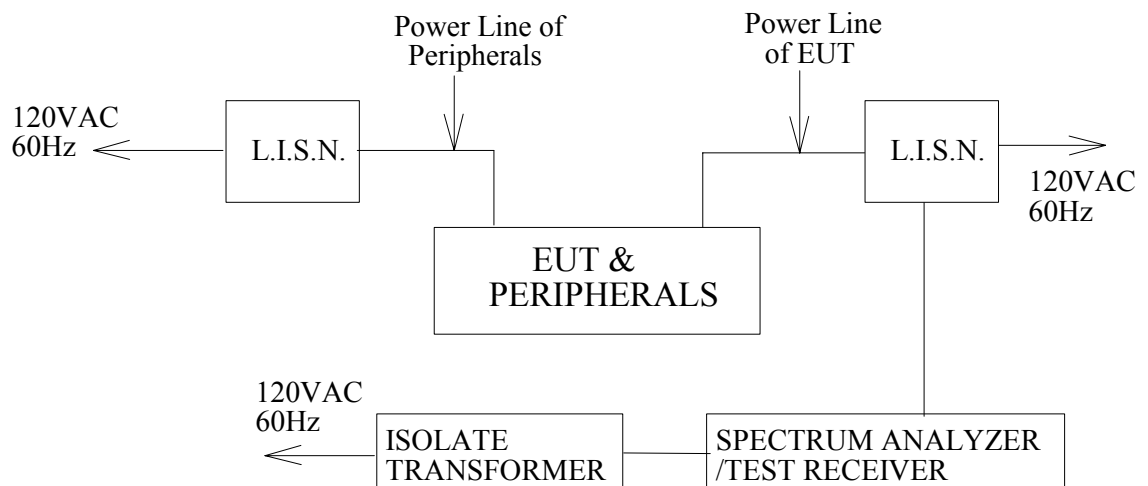 Power Line of
Peripherals
Power Line
of EUT
120VAC
60Hz
L.I.S.N.
L.I.S.N.
120VAC
60Hz
EUT &
PERIPHERALS
120VAC
60Hz
ISOLATE
TRANSFORMER
SPECTRUM ANALYZER
/TEST RECEIVER